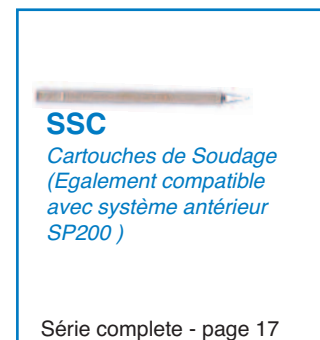 SSC
Cartouches de Soudage
(Egalement compatible
avec système antérieur
SP200 )
Série complete - page 17